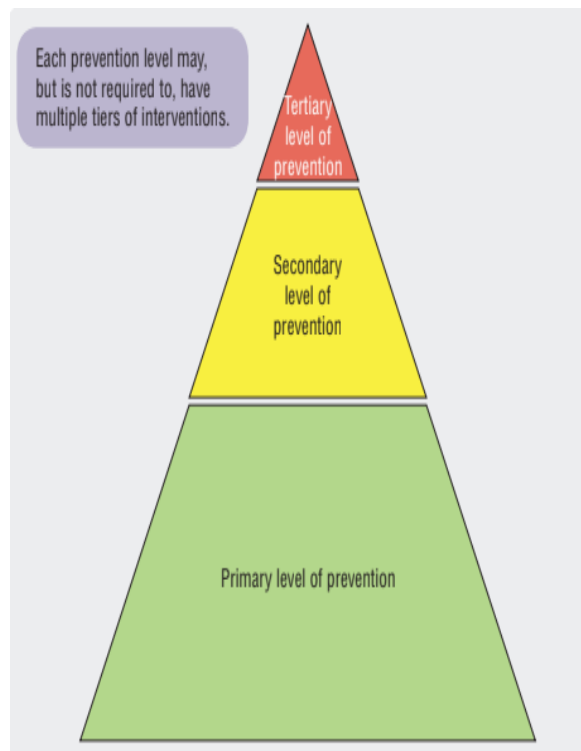 Each prevention level may,
but is not required to, have
multiple tiers of interventions.
Tertiary
level of
prevention
Secondary
level of
prevention
Primary level of prevention